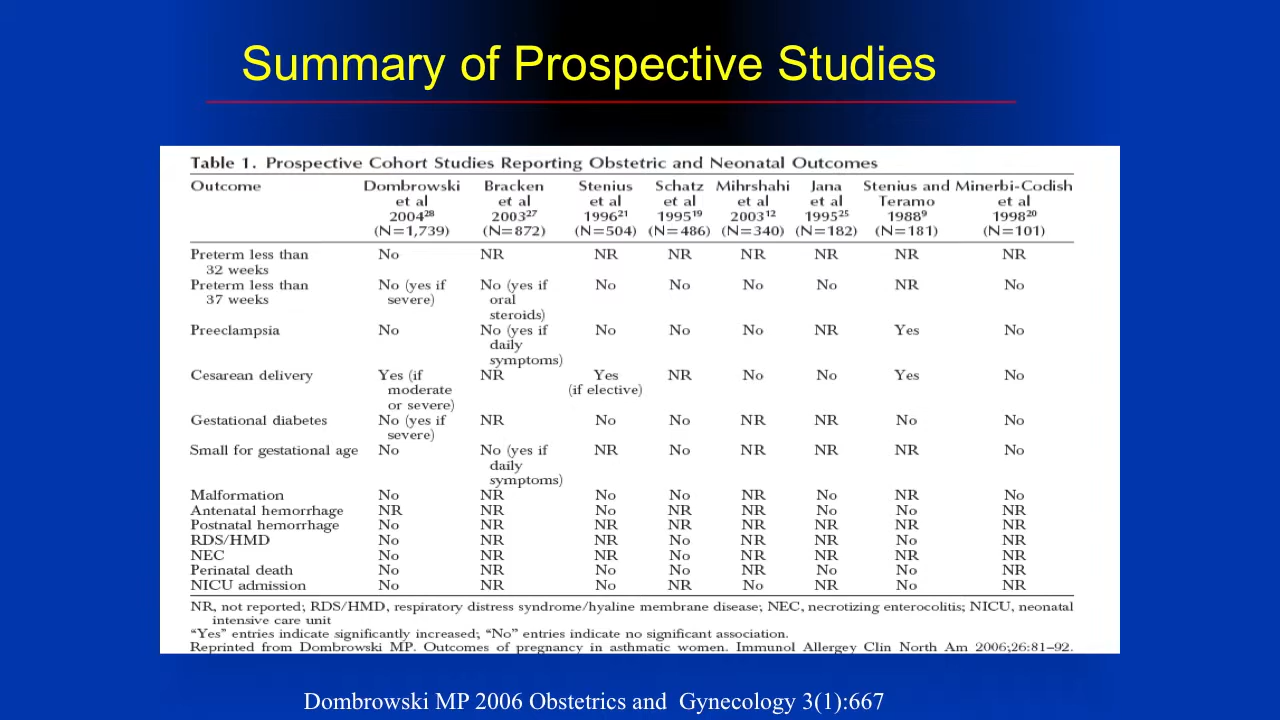 Summary of Prospective Studies
Table 1. Prospective Cohort Studies Reporting Obstetric and Neonatal Outcomes
Outcome Dombrowski Bracken Stenius Schatz Mihrshahi Jana Stenius and Minerbi-Codish
et al et al et al et al et al et al Teramo et al
2004²⁸ 2003²⁷ 1996²¹ 1995¹⁹ 2003¹² 1995²⁵ 1988⁹ 1998²⁰
(N=1,739) (N=872) (N=504) (N=486) (N=340) (N=182) (N=181) (N=101)
Preterm less than No NR NR NR NR NR NR NR
32 weeks
Preterm less than No (yes if No (yes if No No No No NR No
37 weeks severe) oral
steroids)
Preeclampsia No No (yes if No No No NR Yes No
daily
symptoms)
Cesarean delivery Yes (if NR Yes NR No No Yes No
moderate (if elective)
or severe)
Gestational diabetes No (yes if NR No No NR NR No No
severe)
Small for gestational age No No (yes if NR No NR NR NR No
daily
symptoms)
Malformation No NR No No NR No NR No
Antenatal hemorrhage NR NR No NR NR No No NR
Postnatal hemorrhage No NR NR NR NR NR NR NR
RDS/HMD No NR NR No NR NR No NR
NEC No NR NR No NR NR NR NR
Perinatal death No NR No No NR No No NR
NICU admission No NR No NR No NR No NR
NR, not reported; RDS/HMD, respiratory distress syndrome/hyaline membrane disease; NEC, necrotizing enterocolitis; NICU, neonatal
intensive care unit
“Yes” entries indicate significantly increased; “No” entries indicate no significant association.
Reprinted from Dombrowski MP. Outcomes of pregnancy in asthmatic women. Immunol Allergey Clin North Am 2006;26:81–92.
Dombrowski MP 2006 Obstetrics and Gynecology 3(1):667